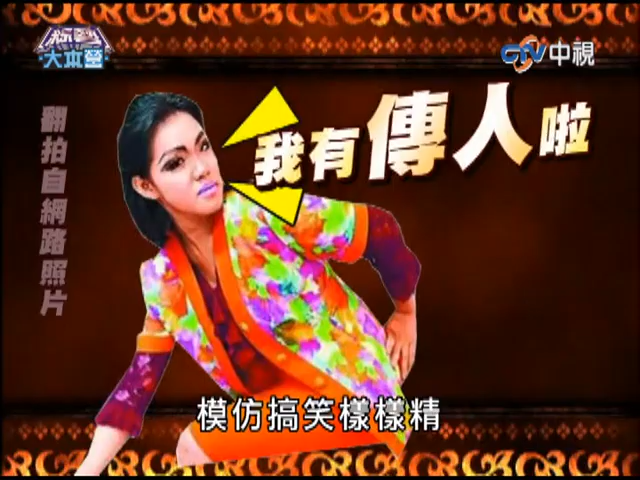 綜藝大本營
CTV中視
我有傳人啦
翻拍自網路照片
模仿搞笑樣樣精